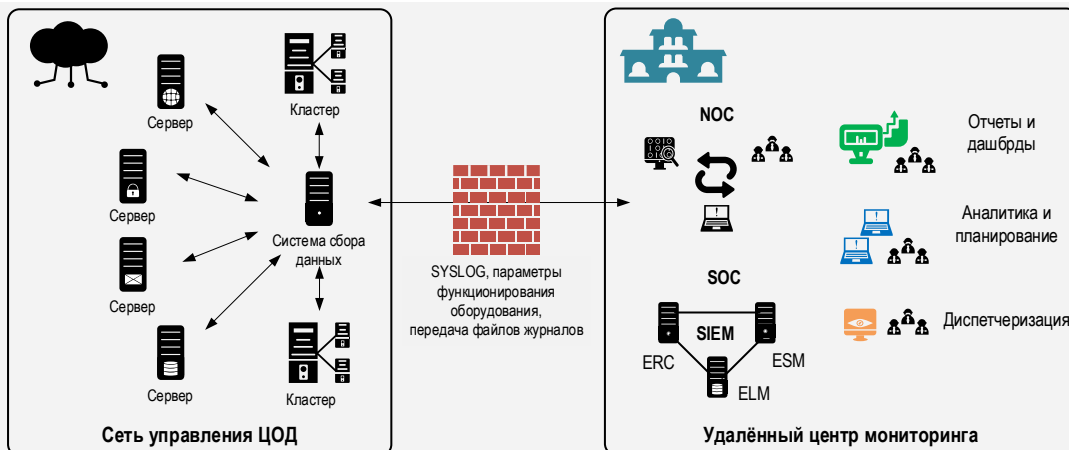 Сервер
Сервер
Сервер
Сервер
Кластер
Система сбора
данных
Кластер
Сеть управления ЦОД
SYSLOG, параметры
функционирования
оборудования,
передача файлов журналов
NOC
SOC
SIEM
ERC
ESM
ELM
Отчеты и
дашбрды
Аналитика и
планирование
Диспетчеризация
Удалённый центр мониторинга